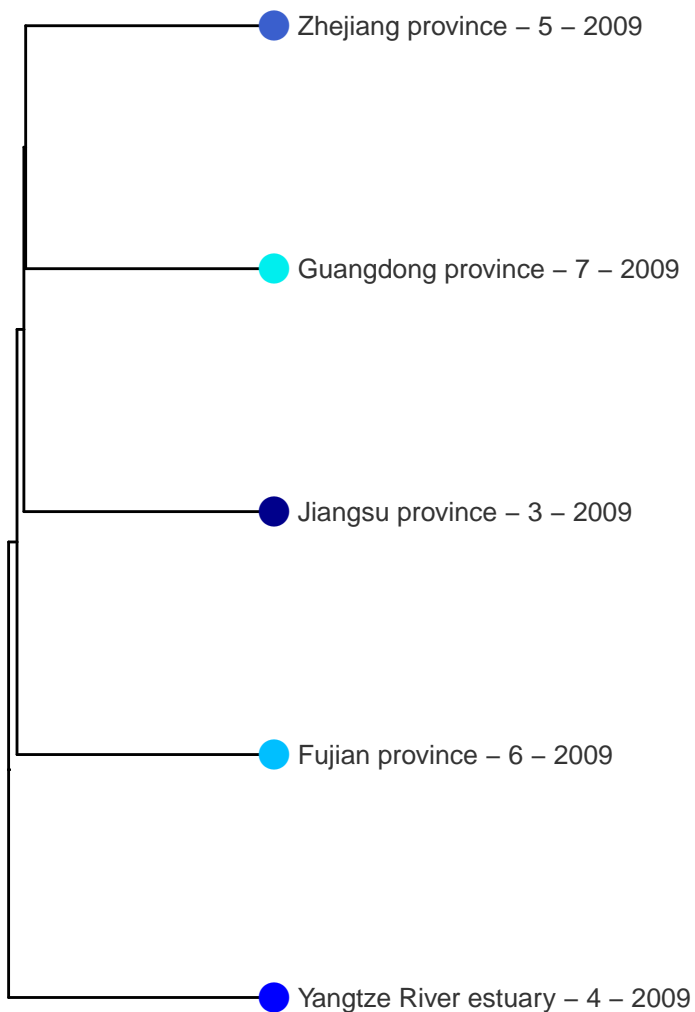 Zhejiang province – 5 – 2009
Guangdong province – 7 – 2009
Jiangsu province – 3 – 2009
Fujian province – 6 – 2009
Yangtze River estuary – 4 – 2009